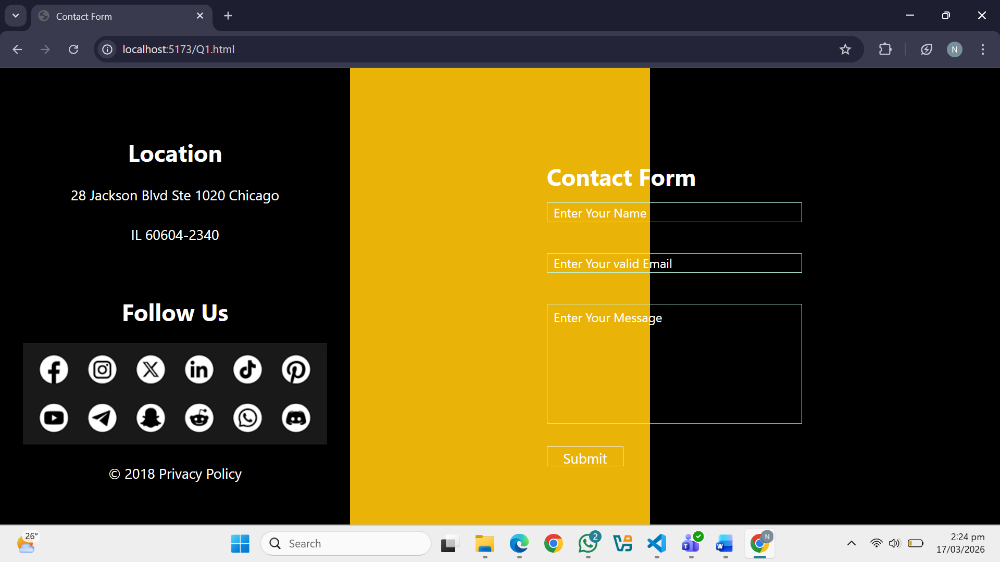 Contact Form
localhost:5173/Q1.html
N
Location
28 Jackson Blvd Ste 1020 Chicago
IL 60604-2340
Follow Us
© 2018 Privacy Policy
Contact Form
Enter Your Name
Enter Your valid Email
Enter Your Message
Submit
26°
Search
2
N
2:24 pm
17/03/2026